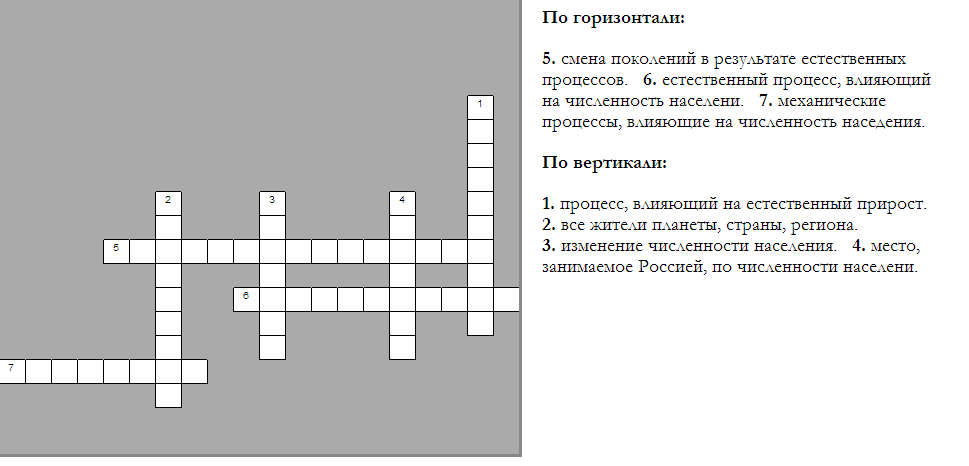 По горизонтали:
5. смена поколений в результате естественных
процессов. 6. естественный процесс, влияющий
на численность населени. 7. механические
процессы, влияющие на численность наседения.
По вертикали:
1. процесс, влияющий на естественный прирост.
2. все жители планеты, страны, региона.
3. изменение численности населения. 4. место,
занимаемое Россией, по численности населени.
1
2 3 4
5
6
7